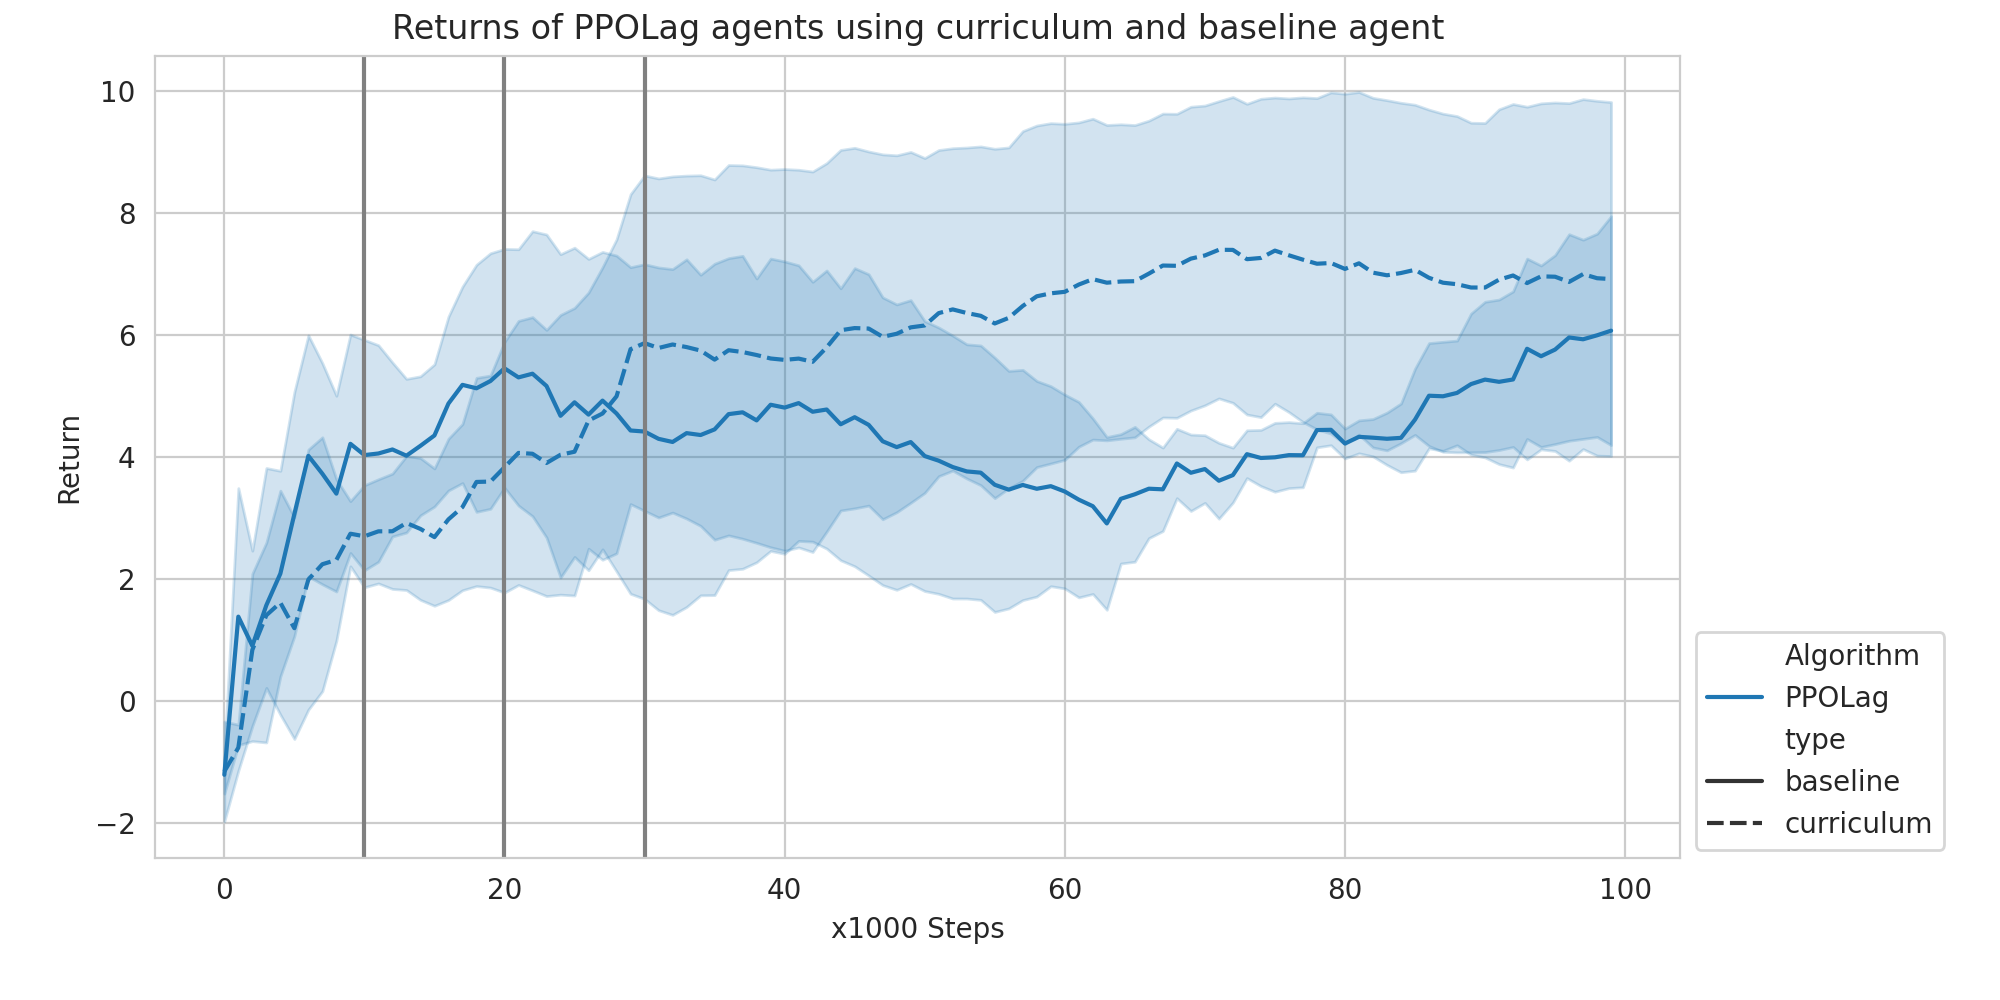 Returns of PPOLag agents using curriculum and baseline agent
10
8
6
4
2
0
−2
Return
0
20
40
60
80
100
x1000 Steps
Algorithm
PPOLag
type
baseline
curriculum